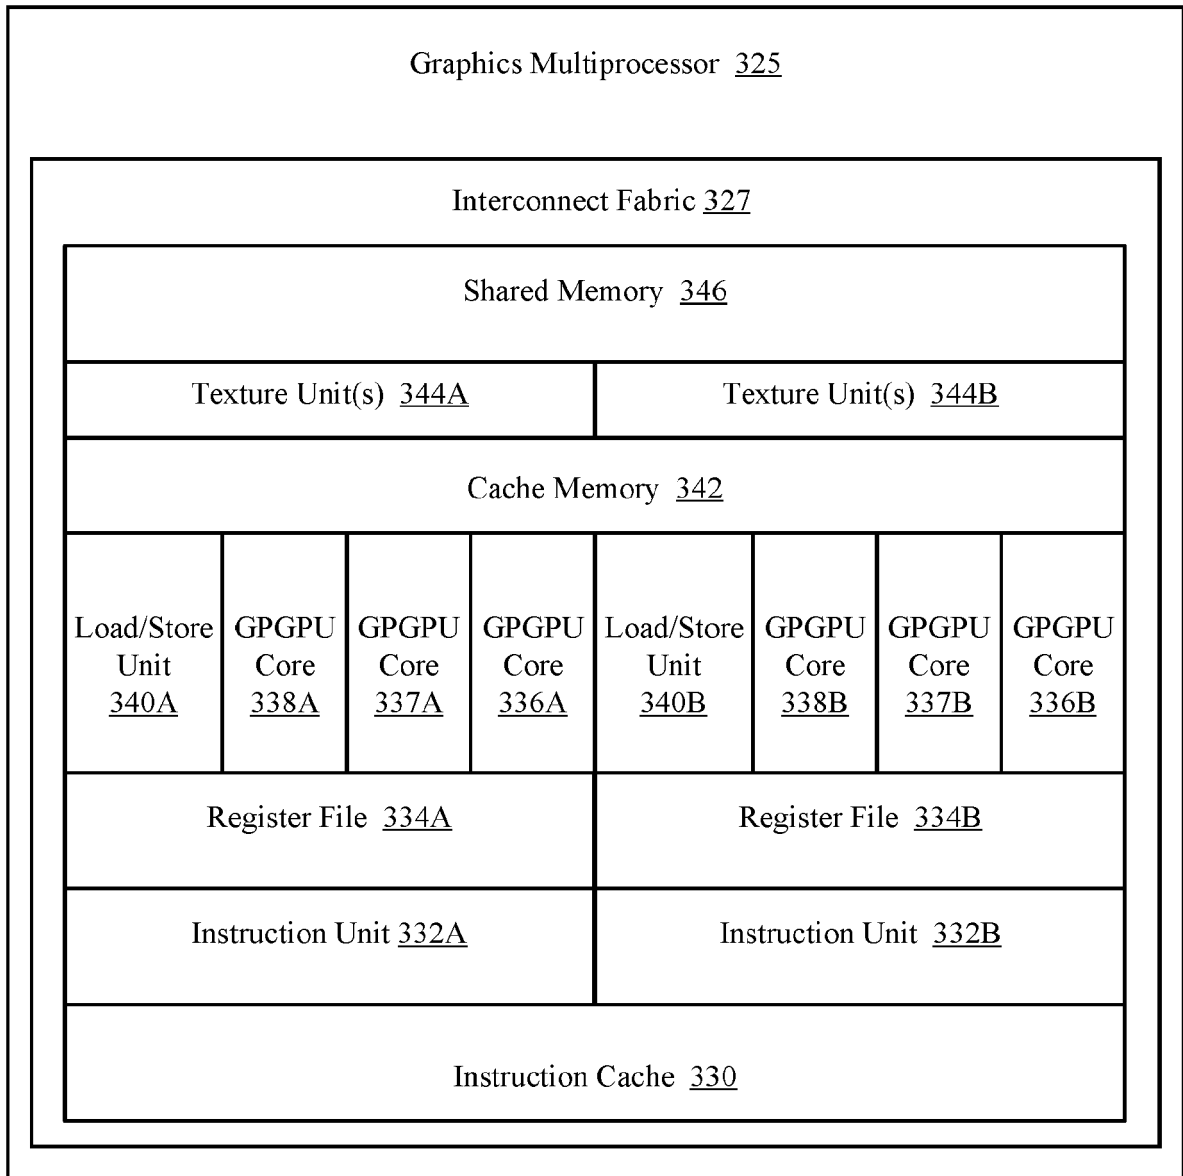 Graphics Multiprocessor 325
Interconnect Fabric 327
Shared Memory 346
Texture Unit(s) 344A
Texture Unit(s) 344B
Cache Memory 342
Load/Store
Unit
340A
GPGPU
Core
338A
GPGPU
Core
337A
GPGPU
Core
336A
Load/Store
Unit
340B
GPGPU
Core
338B
GPGPU
Core
337B
GPGPU
Core
336B
Register File 334A
Register File 334B
Instruction Unit 332A
Instruction Unit 332B
Instruction Cache 330